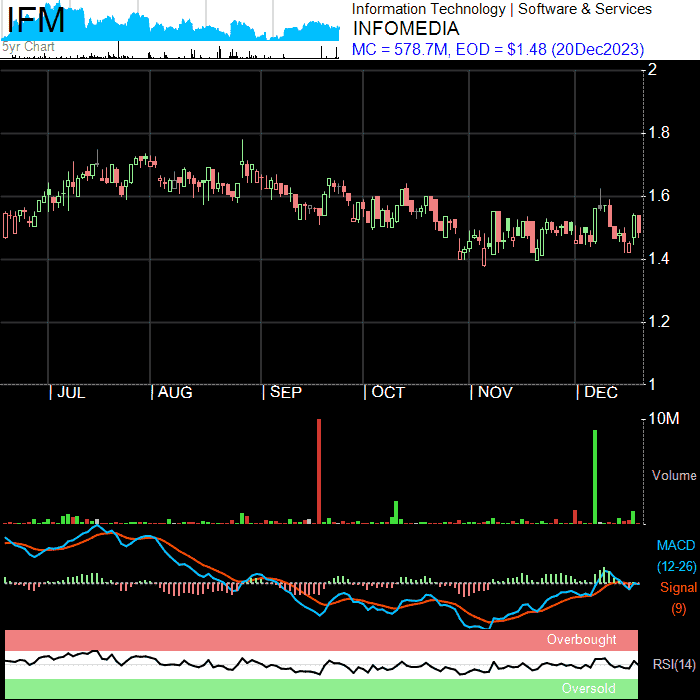 IFM
5yr Chart
Information Technology | Software & Services
INFOMEDIA
MC = 578.7M, EOD = $1.48 (20Dec2023)
2
1.8
1.6
1.4
1.2
1
| JUL | AUG | SEP | OCT | NOV | DEC
10M
Volume
MACD
(12-26)
Signal
(9)
Overbought
RSI(14)
Oversold